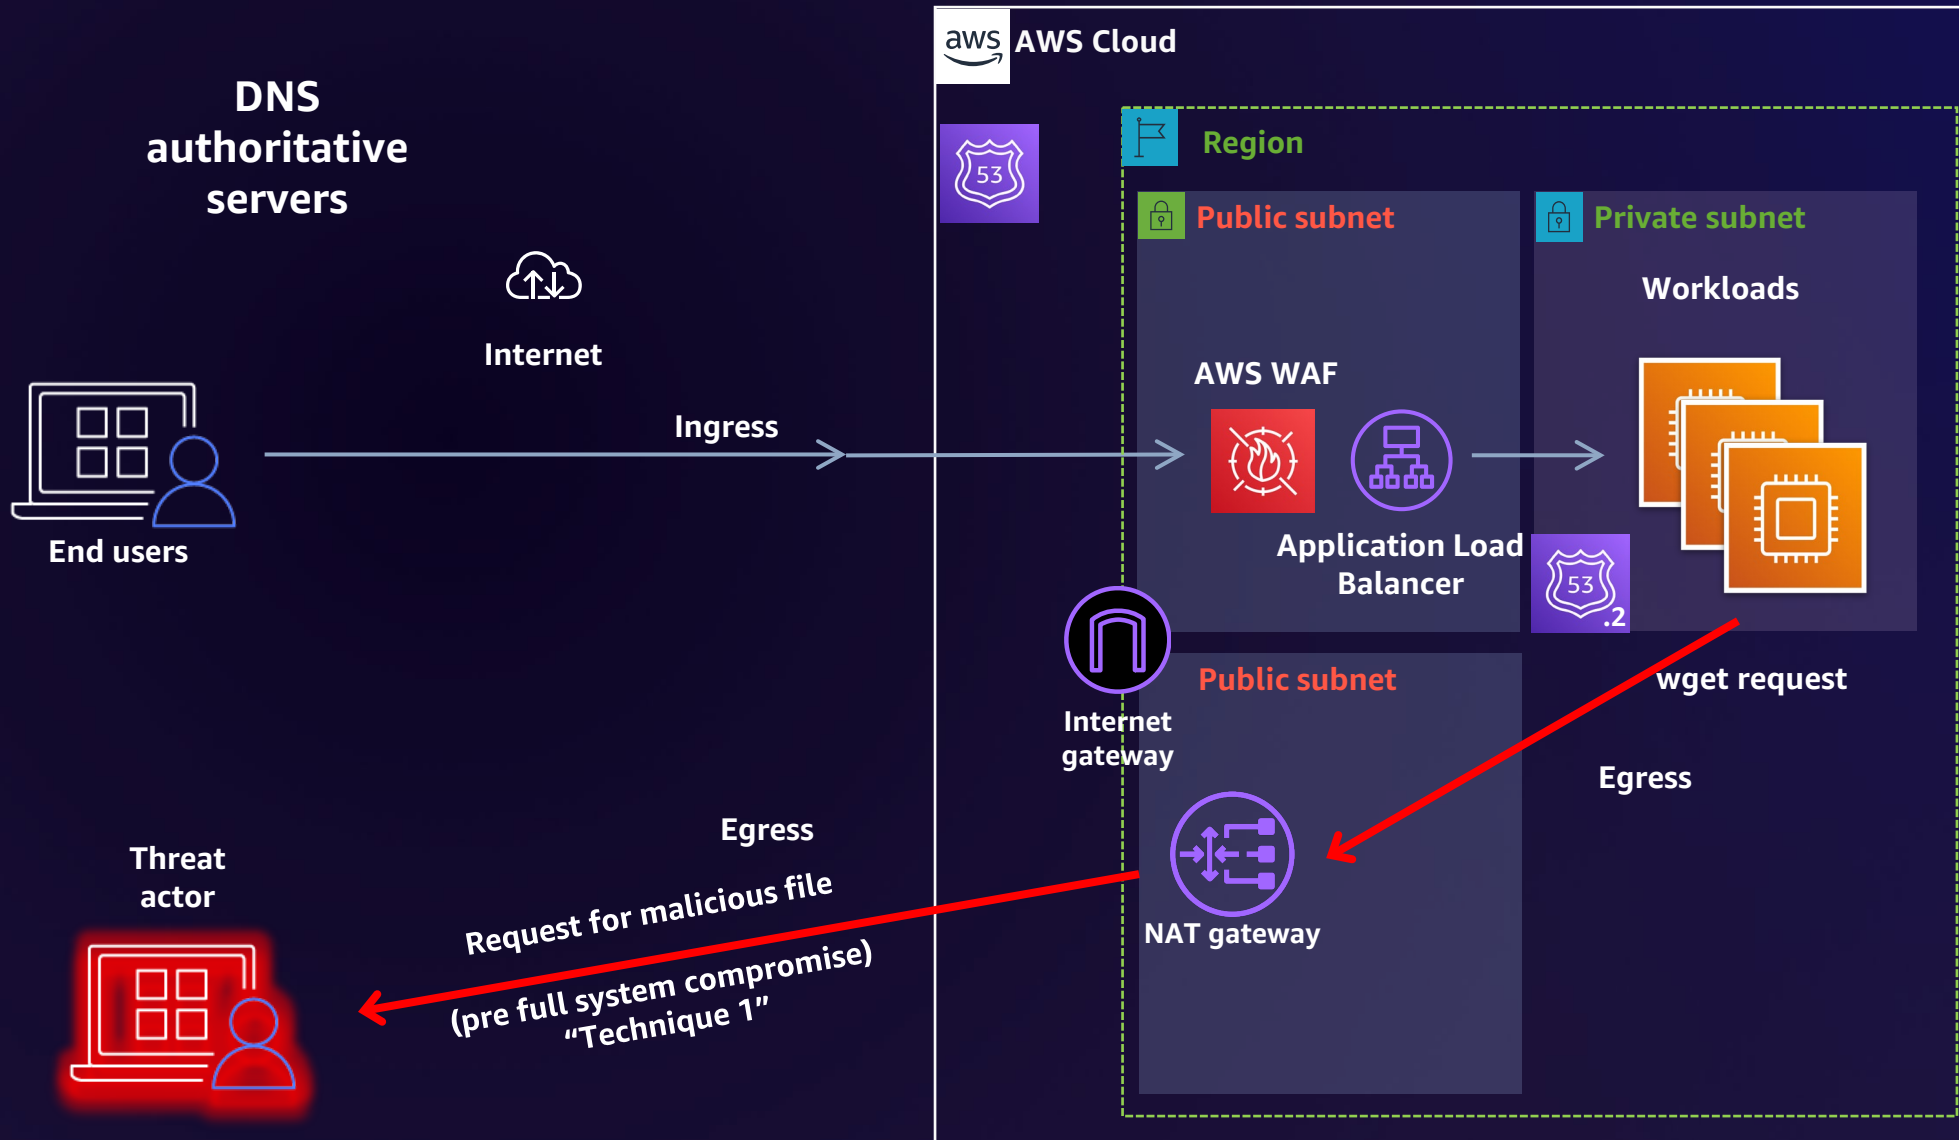 aws
AWS Cloud
DNS
authoritative
servers
53
Region
Public subnet
Private subnet
Workloads
Internet
AWS WAF
Ingress
End users
Application Load
Balancer
53
.2
Public subnet
wget request
Internet
gateway
Egress
Egress
Threat
actor
Request for malicious file
NAT gateway
(pre full system compromise)
“Technique 1”